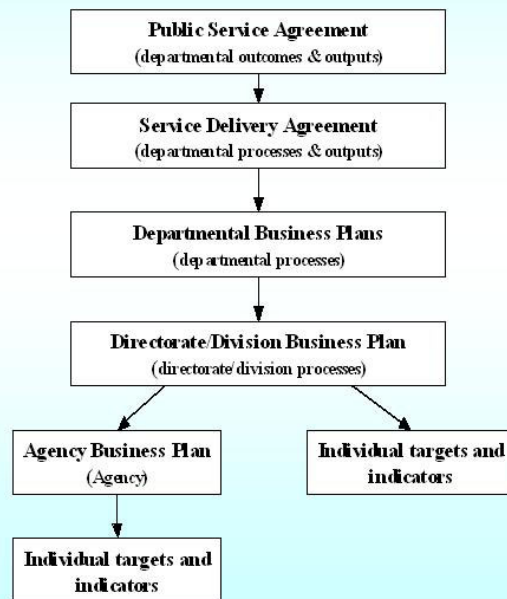 Public Service Agreement
(departmental outcomes & outputs)
Service Delivery Agreement
(departmental processes & outputs)
Departmental Business Plans
(departmental processes)
Directorate/Division Business Plan
(directorate/division processes)
Agency Business Plan
(Agency)
Individual targets and
indicators
Individual targets and
indicators